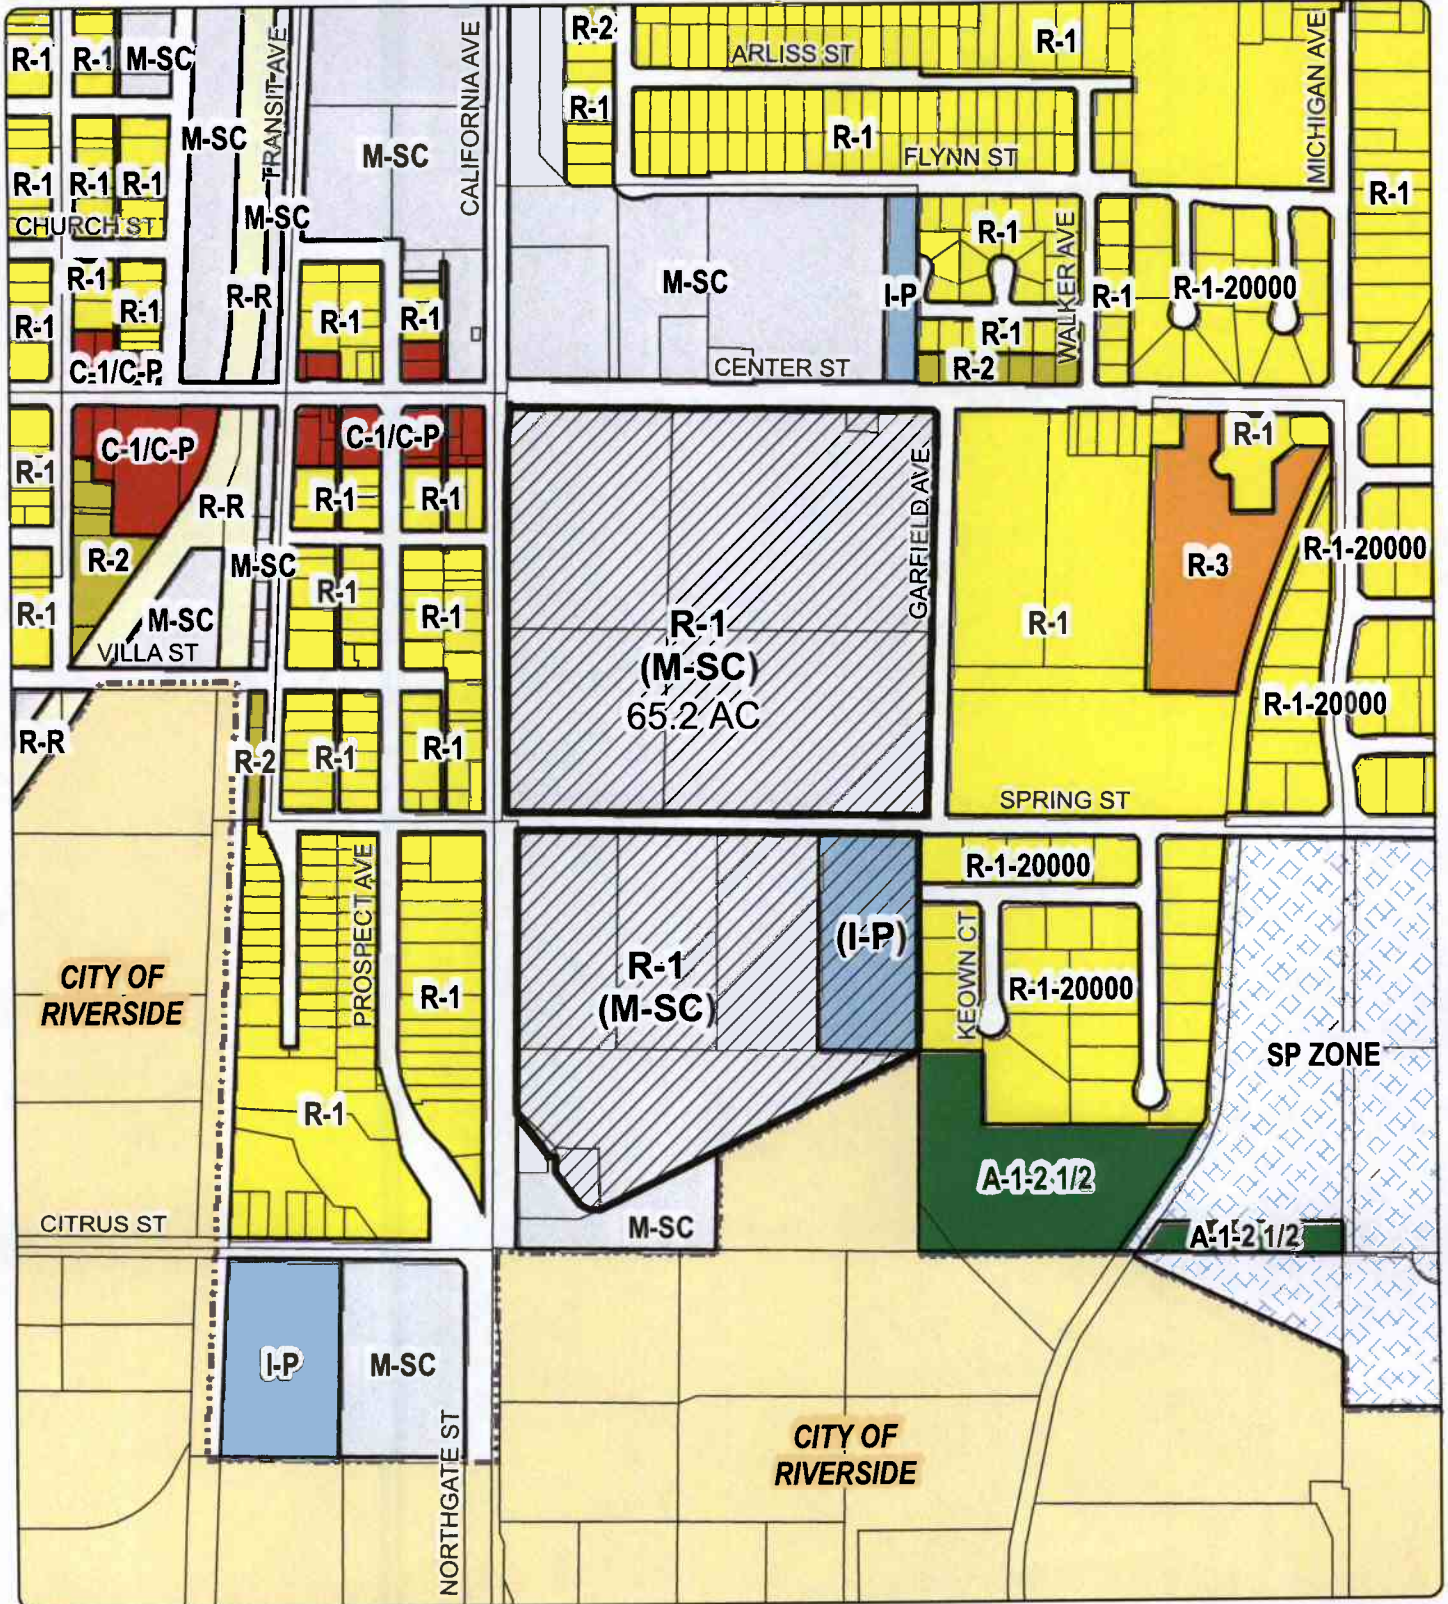 R-1
R-1
M-SC
TRANSIT AVE
CALIFORNIA AVE
R-2
ARLISS ST
R-1
MICHIGAN AVE
R-1
M-SC
M-SC
R-1
FLYNN ST
R-1
R-1
R-1
R-1
CHURCH ST
M-SC
R-1
WALKER AVE
R-1
R-1
R-1
R-R
R-1
R-1
R-1
M-SC
I-P
R-1
R-1
R-1-20000
C-1/C-P
CENTER ST
R-2
C-1/C-P
C-1/C-P
R-1
R-1
R-R
R-1
R-1
GARFIELD AVE
R-2
M-SC
R-1
R-3
R-1-20000
R-1
M-SC
R-1
R-1
(M-SC)
65.2 AC
R-1
VILLA ST
R-R
R-2
R-1
R-1
R-1-20000
SPRING ST
PROSPECT AVE
R-1-20000
CITY OF
RIVERSIDE
R-1
R-1
(M-SC)
(I-P)
KEOWN CT
R-1-20000
SP ZONE
R-1
A-1-2 1/2
CITRUS ST
M-SC
A-1-2 1/2
I-P
M-SC
NORTHGATE ST
CITY OF
RIVERSIDE